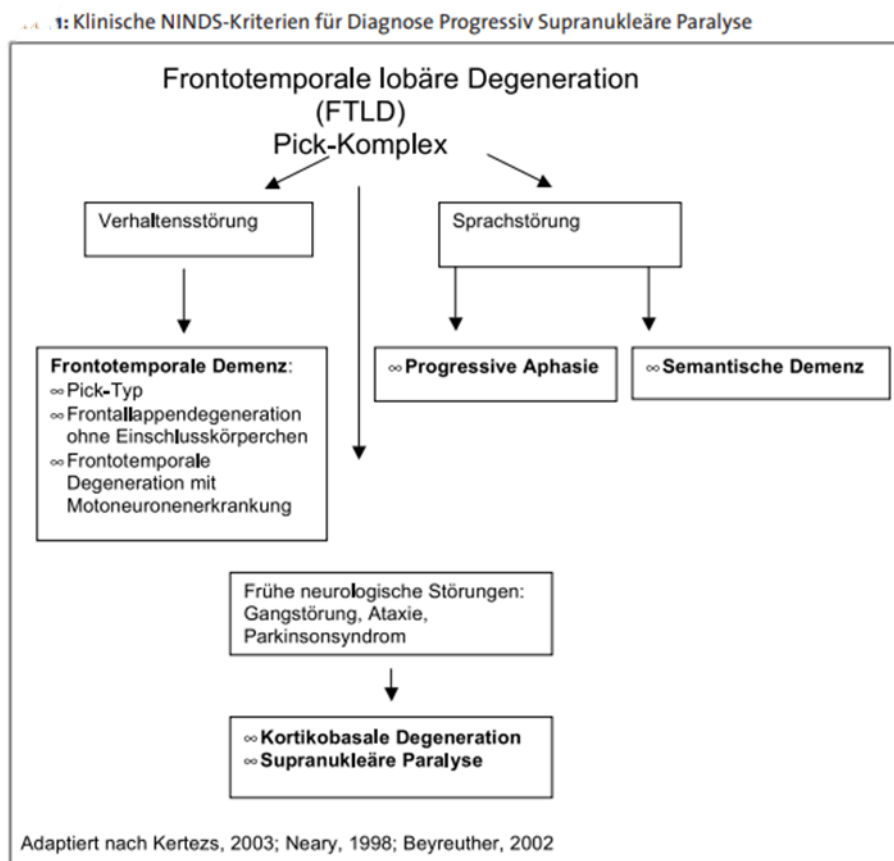 1: Klinische NINDS-Kriterien für Diagnose Progressiv Supranukleäre Paralyse
Frontotemporale lobäre Degeneration
(FTLD)
Pick-Komplex
Verhaltensstörung
Sprachstörung
Frontotemporale Demenz:
∞ Pick-Typ
∞ Frontallappendegeneration
ohne Einschlusskörperchen
∞ Frontotemporale
Degeneration mit
Motoneuronenerkrankung
∞ Progressive Aphasie
∞ Semantische Demenz
Frühe neurologische Störungen:
Gangstörung, Ataxie,
Parkinsonsyndrom
∞ Kortikobasale Degeneration
∞ Supranukleäre Paralyse
Adaptiert nach Kertezs, 2003; Neary, 1998; Beyreuther, 2002